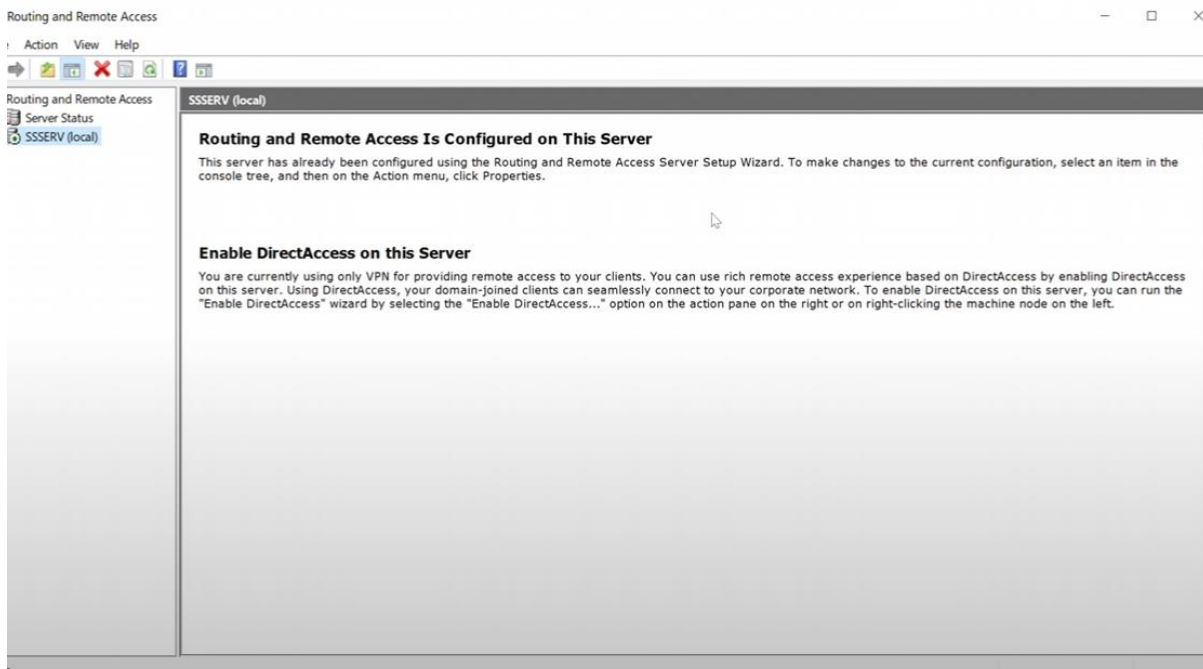 Routing and Remote Access
Action View Help
Routing and Remote Access
Server Status
SSSERV (local)
SSSERV (local)
Routing and Remote Access Is Configured on This Server
This server has already been configured using the Routing and Remote Access Server Setup Wizard. To make changes to the current configuration, select an item in the
console tree, and then on the Action menu, click Properties.
Enable DirectAccess on this Server
You are currently using only VPN for providing remote access to your clients. You can use rich remote access experience based on DirectAccess by enabling DirectAccess
on this server. Using DirectAccess, your domain-joined clients can seamlessly connect to your corporate network. To enable DirectAccess on this server, you can run the
"Enable DirectAccess" wizard by selecting the "Enable DirectAccess..." option on the action pane on the right or on right-clicking the machine node on the left.